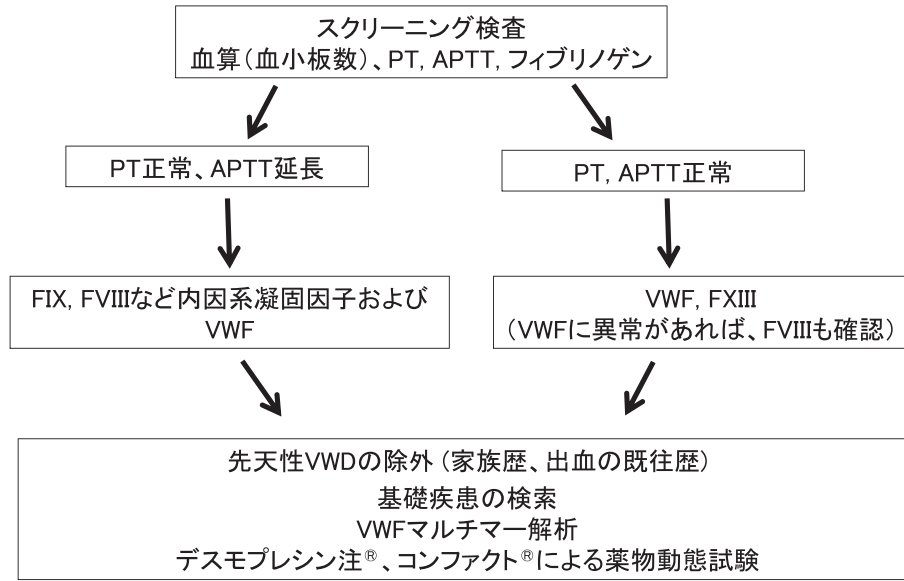 スクリーニング検査
血算(血小板数)、PT, APTT, フィブリノゲン
PT正常、APTT延長
PT, APTT正常
FIX, FVIIIなど内因系凝固因子および
VWF
VWF, FXIII
(VWFに異常があれば、FVIIIも確認)
先天性VWDの除外(家族歴、出血の既往歴)
基礎疾患の検索
VWFマルチマー解析
デスモプレシン注®、コンファクト®による薬物動態試験